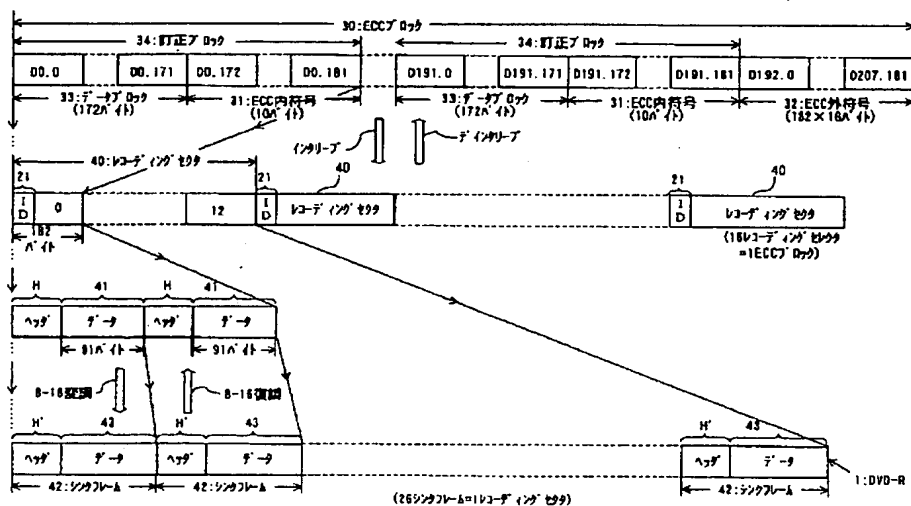 30:ECCブロック
34:訂正ブロック 34:訂正ブロック
D0.0 D0.171 D0.172 D0.181 D191.0 D191.171 D191.172 D191.181 D192.0 D207.181
33:データブロック 31:ECC内符号 33:データブロック 31:ECC内符号 32:ECC外符号
(172バイト) (10バイト) (172バイト) (10バイト) (182×16バイト)
インタリーブ デインタリーブ
40:レコーディングセクタ
21 21 40 21 40
ID 0 12 ID レコーディングセクタ ID レコーディングセクタ
182バイト
(16レコーディングセレクタ
=1ECCブロック)
H 41 H 41
ヘッダ データ ヘッダ データ
91バイト 91バイト
8-16変調 8-16復調
H' 43 H' 43 H' 43
ヘッダ データ ヘッダ データ ヘッダ データ
1:DVD-R
42:シンクフレーム 42:シンクフレーム 42:シンクフレーム
(26シンクフレーム=1レコーディングセクタ)